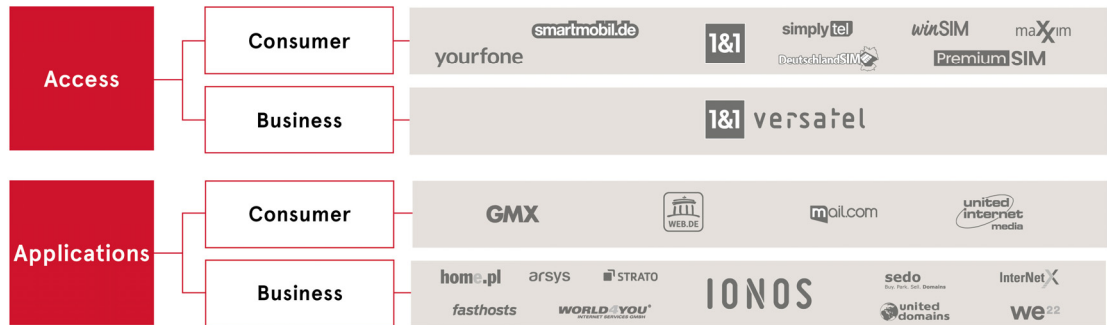 Access
Consumer
smartmobil.de
yourfone
1&1
simplytel
DeutschlandSIM
winSIM
maXXim
PremiumSIM
Business
1&1 versatel
Applications
Consumer
GMX
WEB.DE
mail.com
united
internet
media
Business
home.pl
arsys
STRATO
fasthosts
WORLD4YOU
INTERNET SERVICES GMBH
IONOS
sedo
Buy. Park. Sell. Domains
united
domains
InterNetX
we22